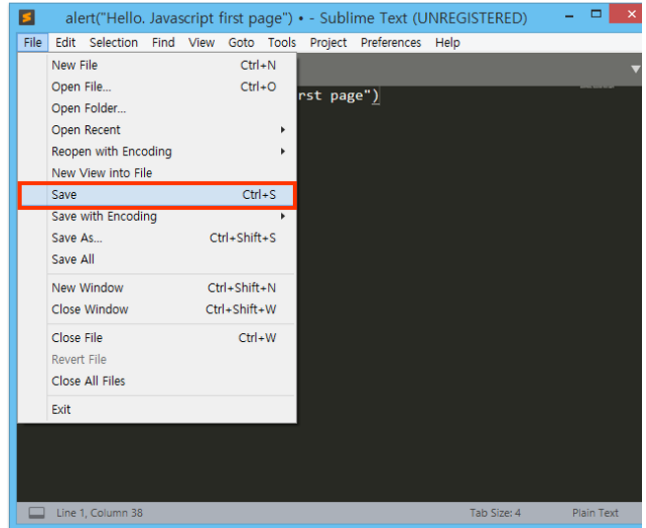 alert("Hello. Javascript first page") • - Sublime Text (UNREGISTERED)
File Edit Selection Find View Goto Tools Project Preferences Help
New File Ctrl+N
Open File... Ctrl+O
rst page")
Open Folder...
Open Recent
Reopen with Encoding
New View into File
Save Ctrl+S
Save with Encoding
Save As... Ctrl+Shift+S
Save All
New Window Ctrl+Shift+N
Close Window Ctrl+Shift+W
Close File Ctrl+W
Revert File
Close All Files
Exit
Line 1, Column 38 Tab Size: 4 Plain Text